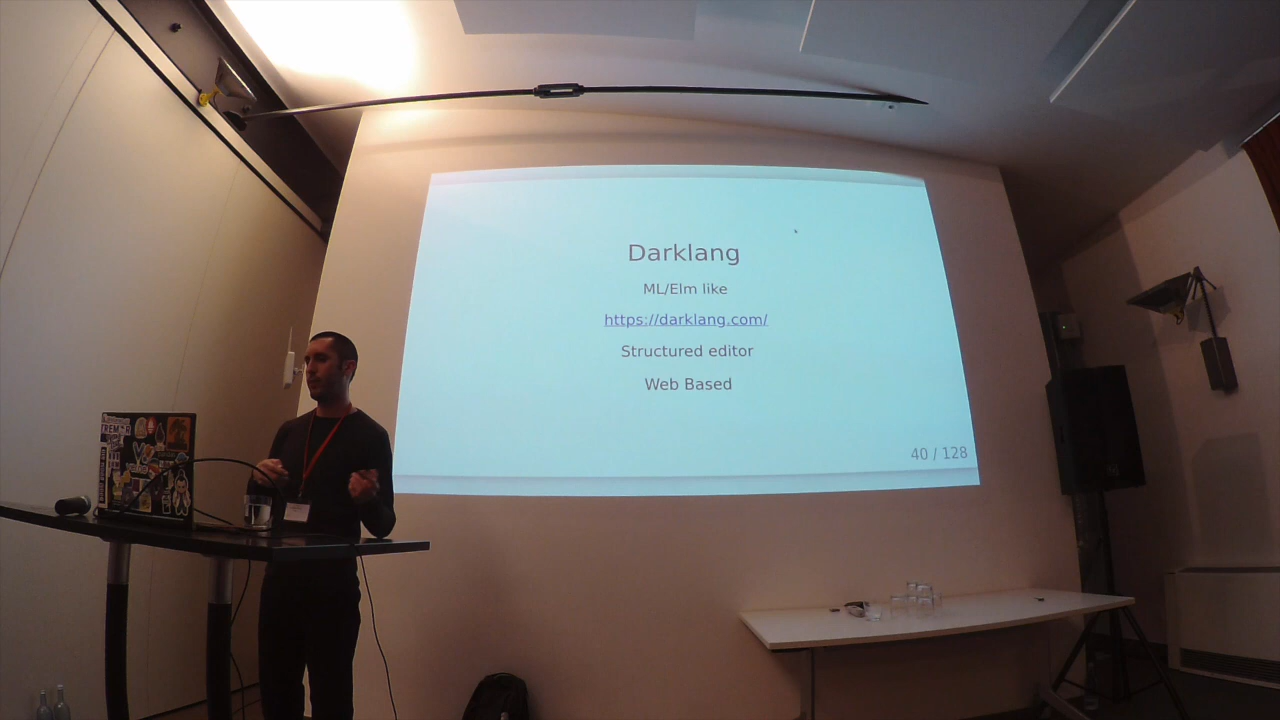 Darklang
ML/Elm like
https://darklang.com/
Structured editor
Web Based
40 / 128